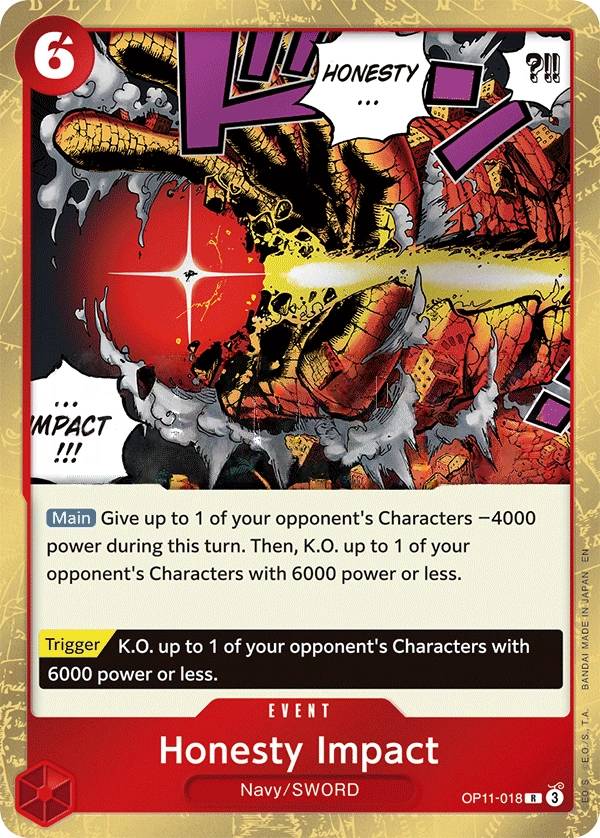 6
HONESTY
...
?!!
...
IMPACT
!!!
Main Give up to 1 of your opponent's Characters −4000
power during this turn. Then, K.O. up to 1 of your
opponent's Characters with 6000 power or less.
Trigger K.O. up to 1 of your opponent's Characters with
6000 power or less.
EVENT
Honesty Impact
Navy/SWORD
OP11-018 R 3
BANDAI MADE IN JAPAN EN